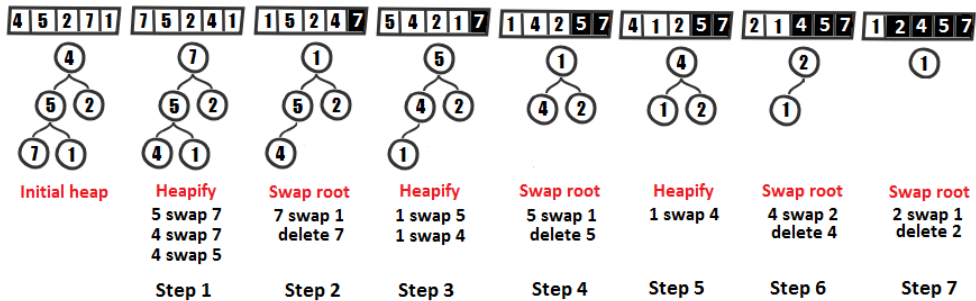 4 5 2 7 1
7 5 2 4 1
1 5 2 4 7
5 4 2 1 7
1 4 2 5 7
4 1 2 5 7
2 1 4 5 7
1 2 4 5 7
4
5 2
7 1
7
5 2
4 1
1
5 2
4
5
4 2
1
1
4 2
4
1 2
2
1
1
Initial heap
Heapify
5 swap 7
4 swap 7
4 swap 5
Step 1
Swap root
7 swap 1
delete 7
Step 2
Heapify
1 swap 5
1 swap 4
Step 3
Swap root
5 swap 1
delete 5
Step 4
Heapify
1 swap 4
Step 5
Swap root
4 swap 2
delete 4
Step 6
Swap root
2 swap 1
delete 2
Step 7